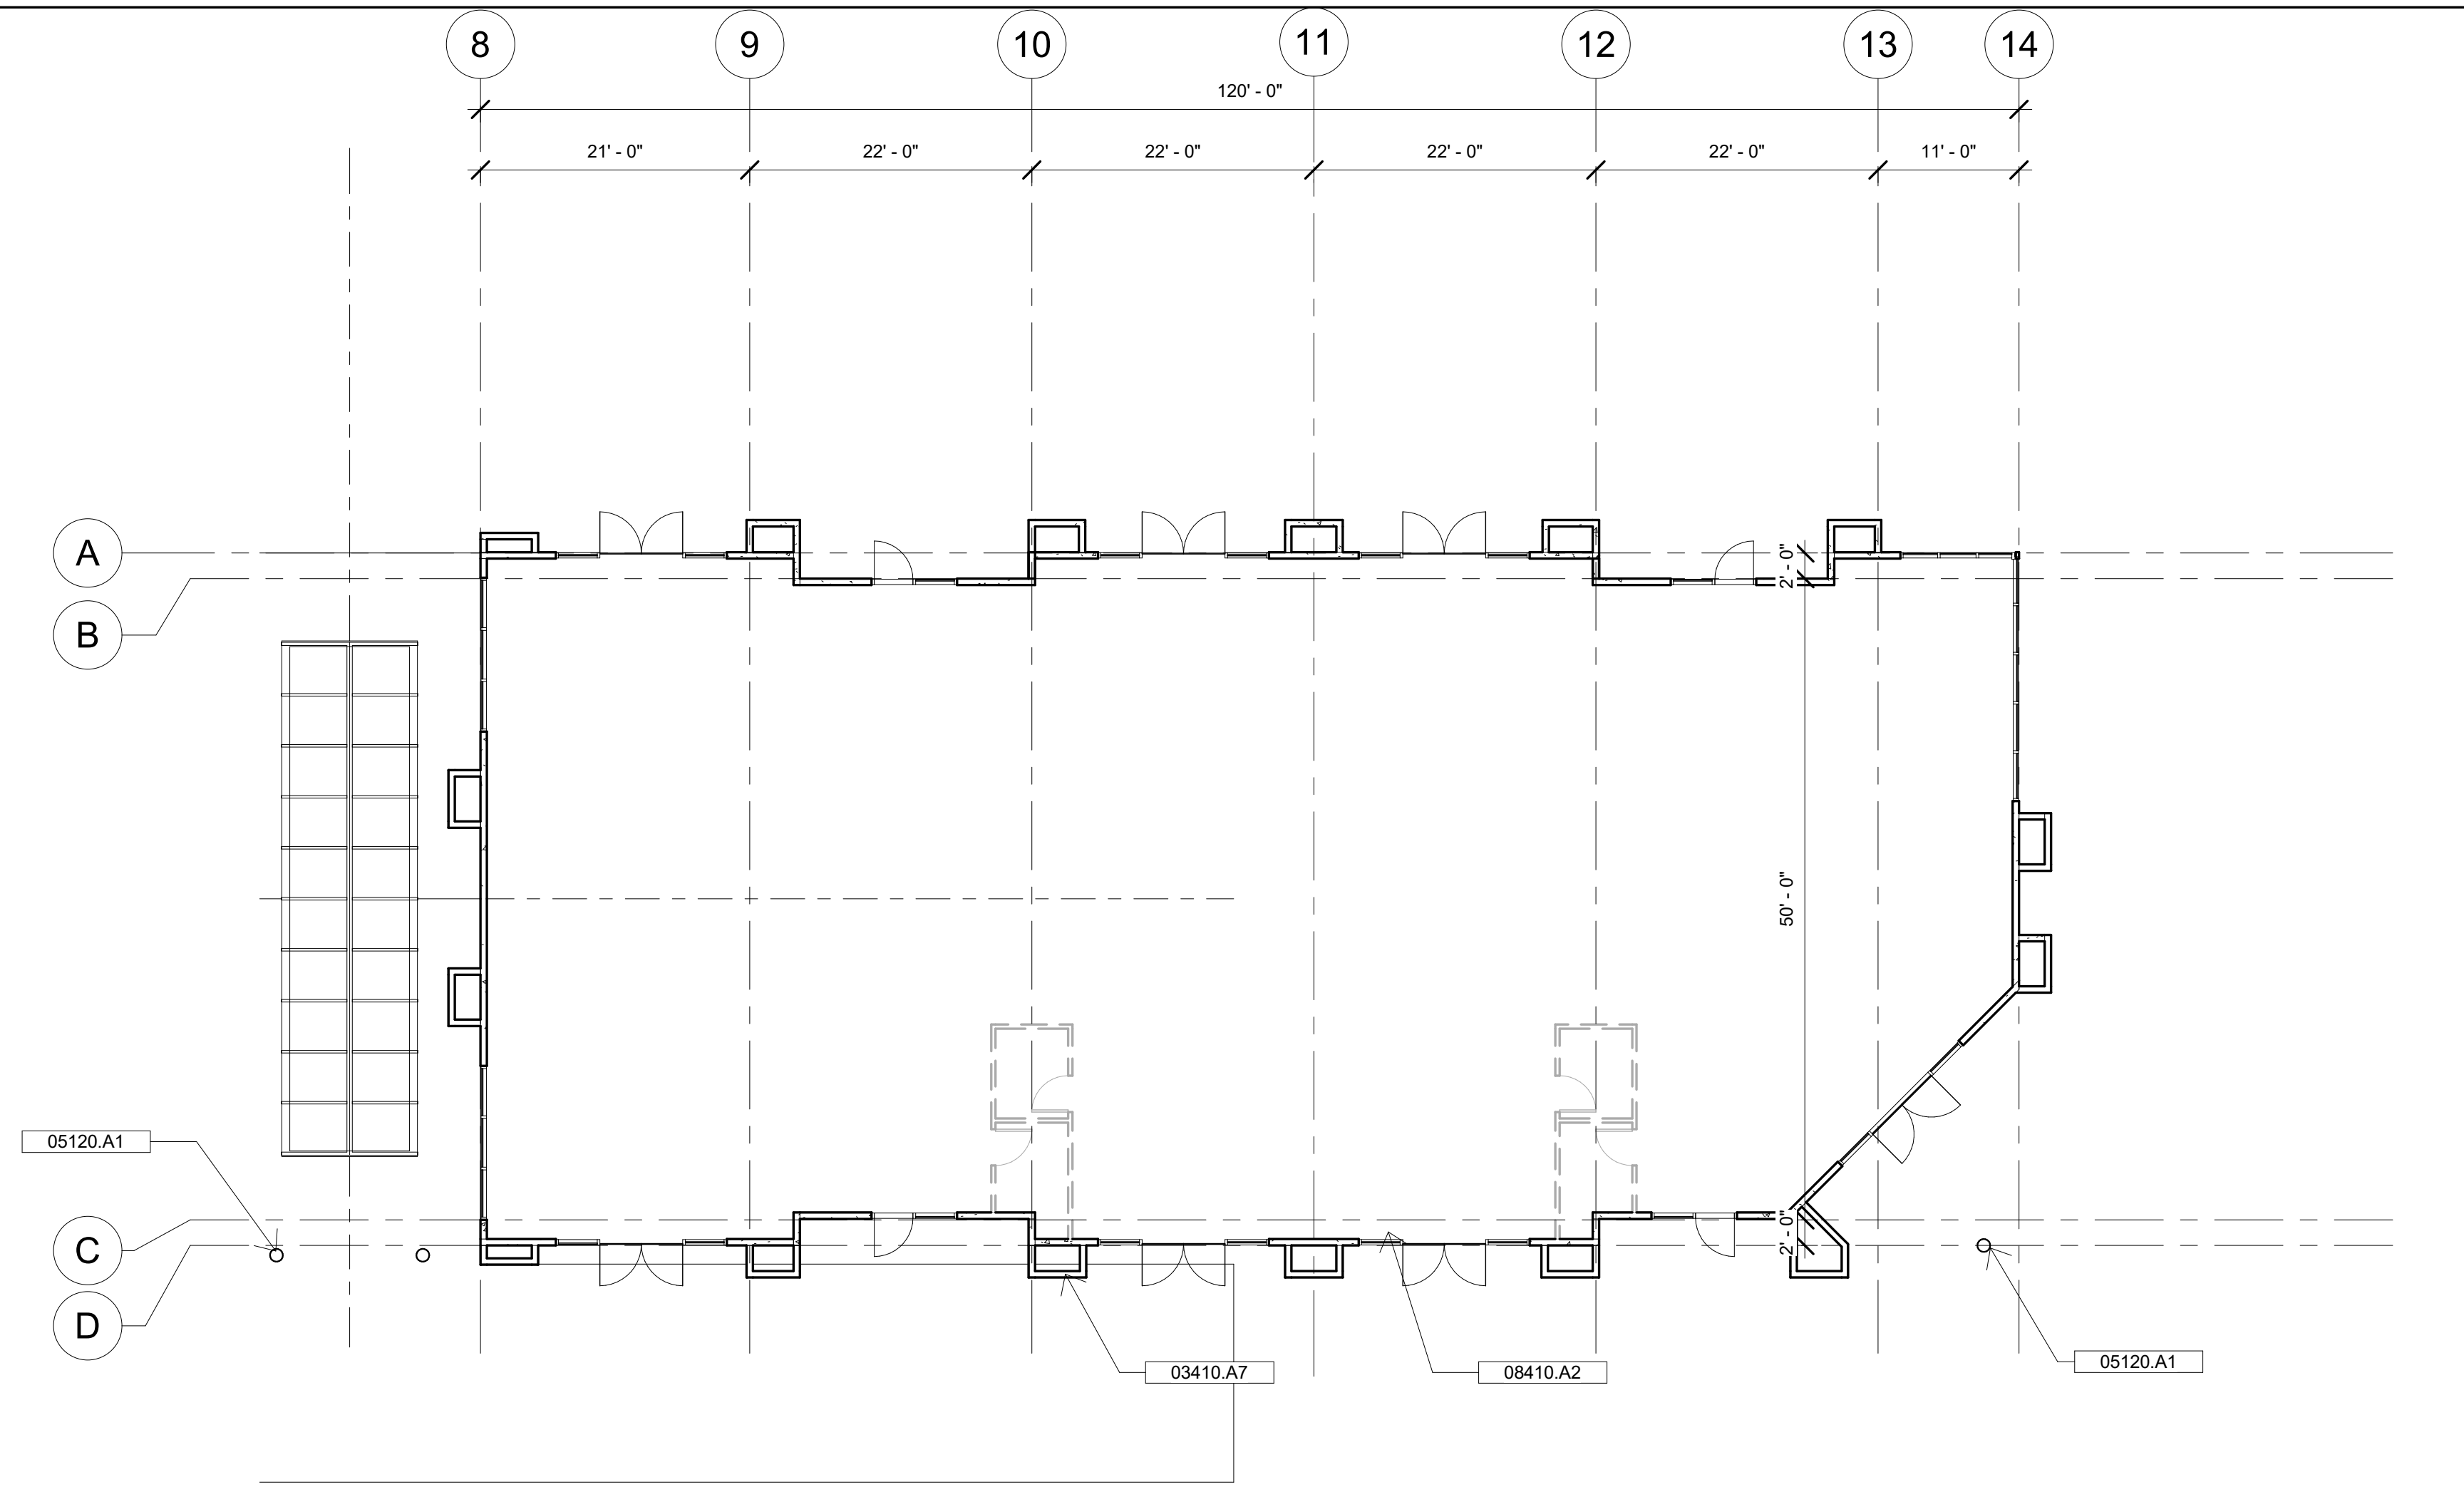 8 9 10 11 12 13 14
120' - 0"
21' - 0" 22' - 0" 22' - 0" 22' - 0" 22' - 0" 11' - 0"
A
2' - 0"
B
50' - 0"
05120.A1
C
2' - 0"
D
05120.A1
03410.A7 08410.A2